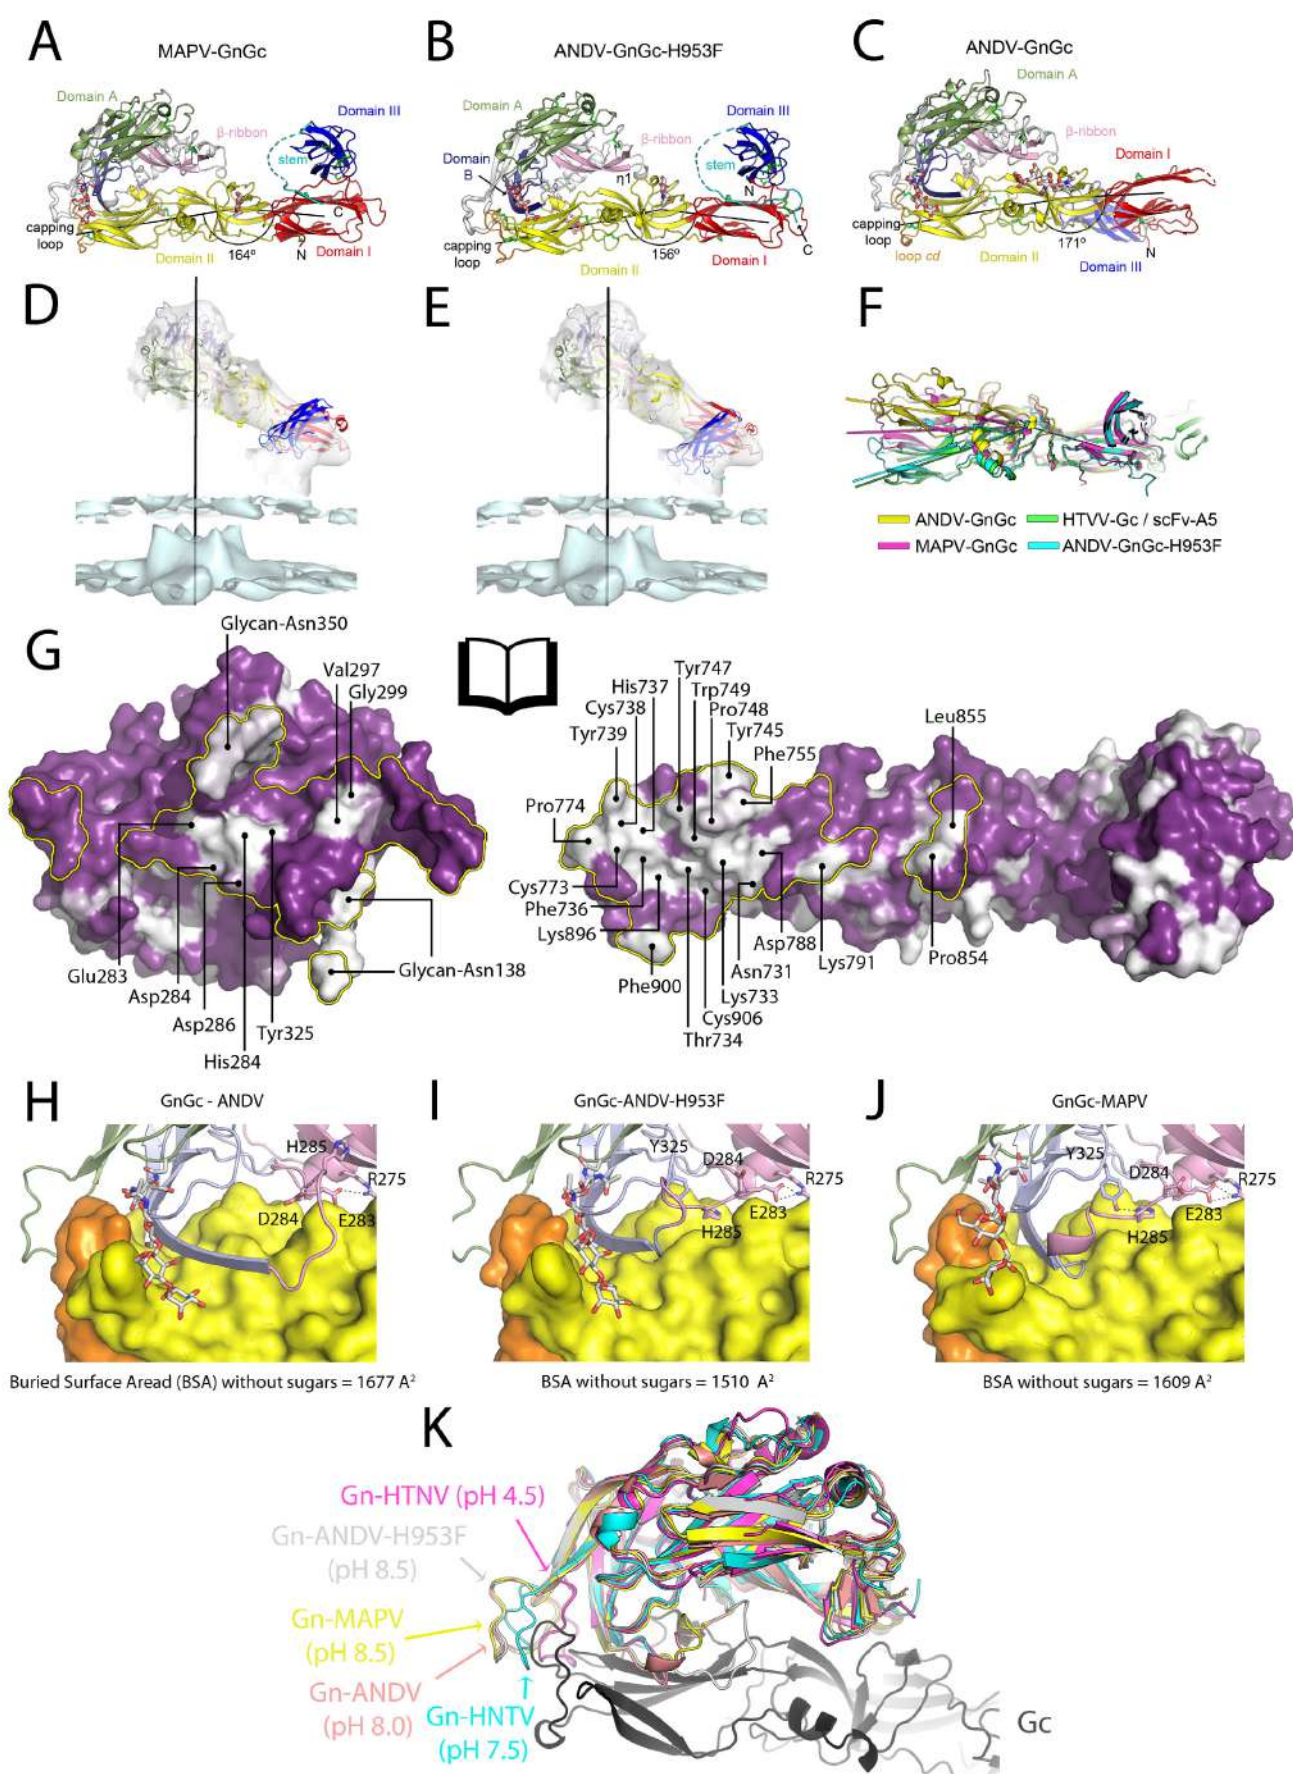 A
MAPV-GnGc
Domain A
Domain III
β-ribbon
stem
capping
loop
164º
C
Domain II
N
Domain I
B
ANDV-GnGc-H953F
Domain A
Domain III
β-ribbon
Domain
B
η1
stem
N
capping
loop
156º
Domain II
Domain I
C
C
ANDV-GnGc
Domain A
β-ribbon
Domain I
capping
loop
171º
loop cd
Domain II
N
Domain III
D
E
F
ANDV-GnGc
HTVV-Gc / scFv-A5
MAPV-GnGc
ANDV-GnGc-H953F
G
Glycan-Asn350
Val297
Gly299
Glu283
Asp284
Asp286
His284
Tyr325
Glycan-Asn138
Tyr747
His737
Trp749
Cys738
Pro748
Tyr739
Tyr745
Phe755
Leu855
Pro774
Cys773
Phe736
Lys896
Phe900
Thr734
Cys906
Lys733
Asn731
Asp788
Lys791
Pro854
H
GnGc - ANDV
H285
R275
D284
E283
Buried Surface Aread (BSA) without sugars = 1677 A²
I
GnGc-ANDV-H953F
Y325
D284
R275
E283
H285
BSA without sugars = 1510 A²
J
GnGc-MAPV
Y325
D284
R275
E283
H285
BSA without sugars = 1609 A²
K
Gn-HTNV (pH 4.5)
Gn-ANDV-H953F
(pH 8.5)
Gn-MAPV
(pH 8.5)
Gn-ANDV
(pH 8.0)
Gn-HNTV
(pH 7.5)
Gc